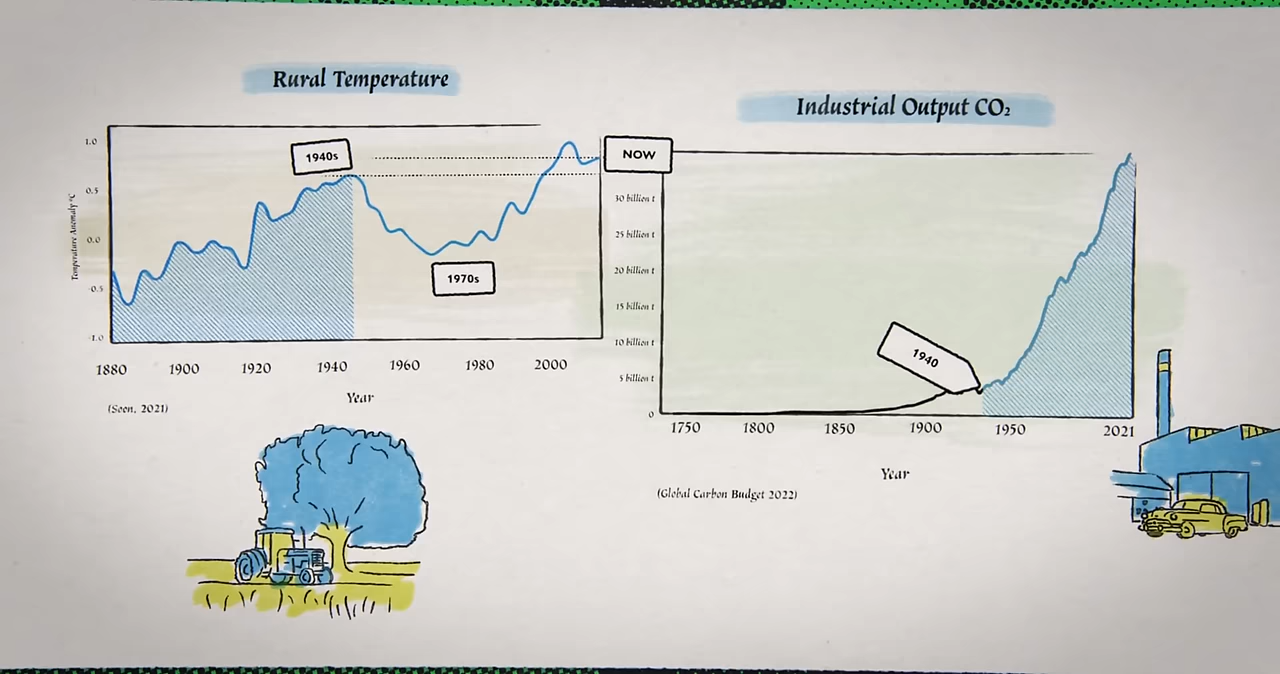 Rural Temperature
1.0
0.5
0.0
-0.5
-1.0
Temperature Anomaly °C
1940s
1970s
NOW
1880 1900 1920 1940 1960 1980 2000
Year
(Soon, 2021)
Industrial Output CO₂
30 billion t
25 billion t
20 billion t
15 billion t
10 billion t
5 billion t
0
1940
1750 1800 1850 1900 1950 2021
Year
(Global Carbon Budget 2022)